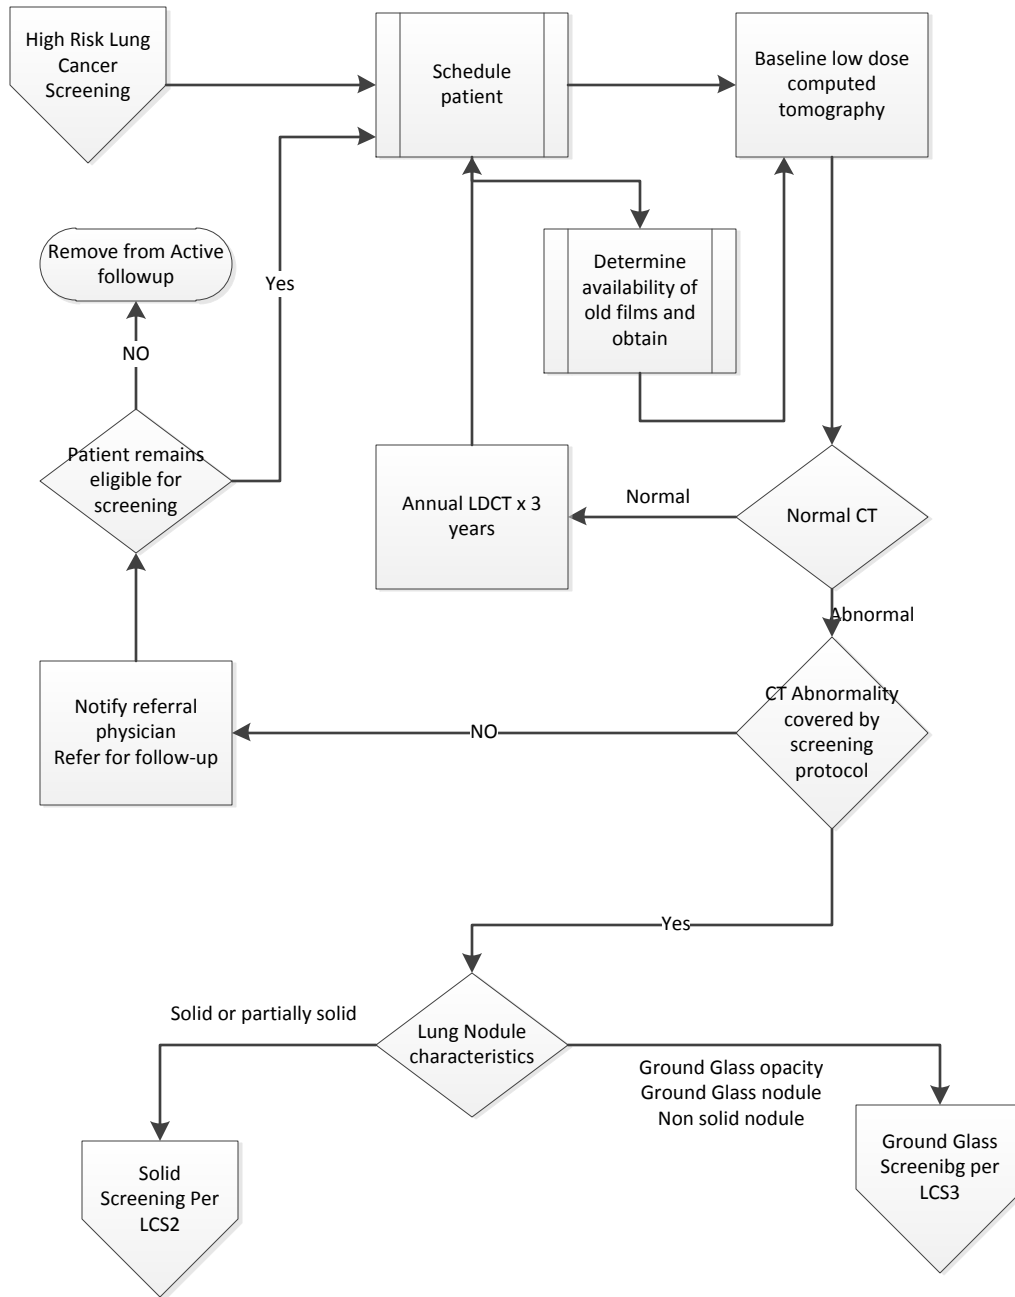 High Risk Lung
Cancer
Screening
Schedule
patient
Baseline low dose
computed
tomography
Remove from Active
followup
Yes
Determine
availability of
old films and
obtain
NO
Patient remains
eligible for
screening
Annual LDCT x 3
years
Normal
Normal CT
Abnormal
Notify referral
physician
Refer for follow-up
NO
CT Abnormality
covered by
screening
protocol
Yes
Solid or partially solid
Lung Nodule
characteristics
Ground Glass opacity
Ground Glass nodule
Non solid nodule
Solid
Screening Per
LCS2
Ground Glass
Screenibg per
LCS3